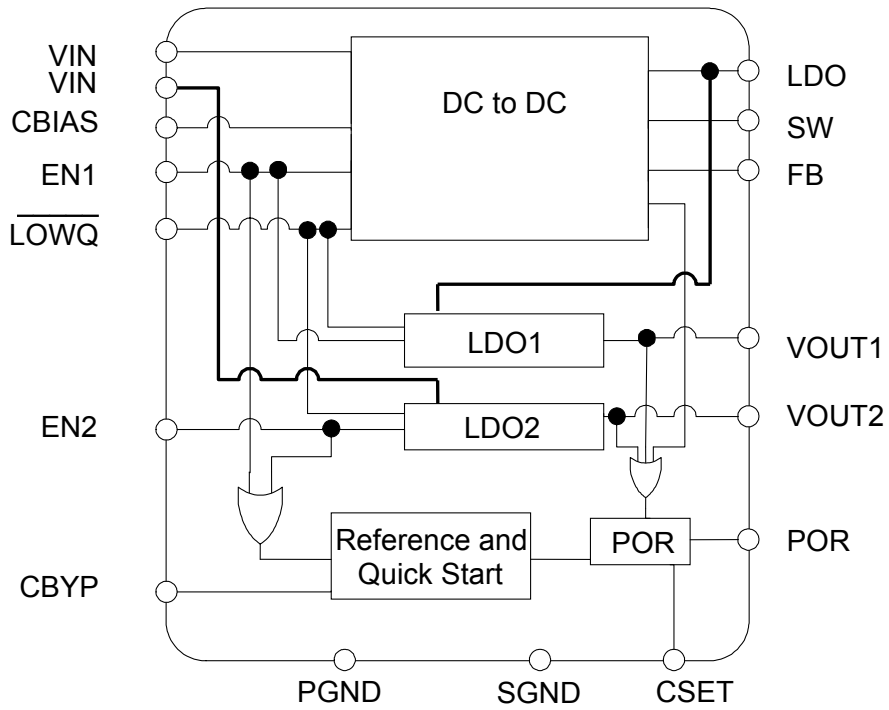 VIN
VIN
CBIAS
EN1
LOWQ
EN2
CBYP
DC to DC
LDO1
LDO2
Reference and
Quick Start
POR
LDO
SW
FB
VOUT1
VOUT2
POR
PGND
SGND
CSET